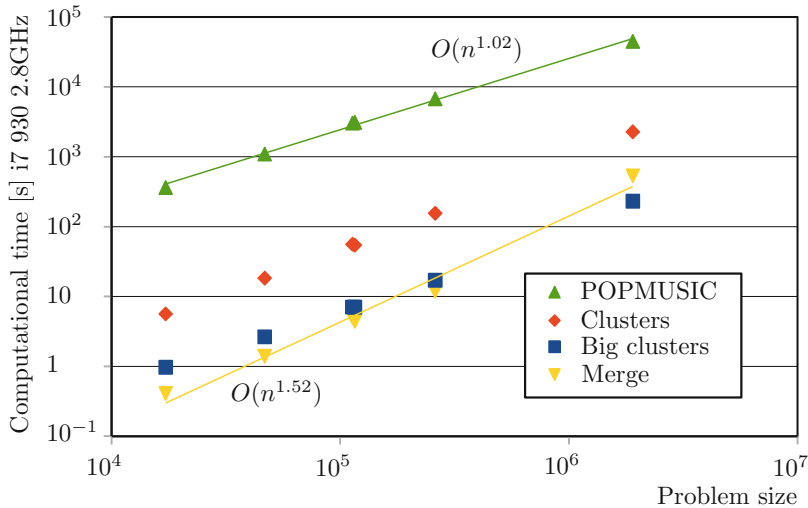 Computational time [s] i7 930 2.8GHz
10^5
10^4
10^3
10^2
10
1
10^−1
O(n^1.02)
O(n^1.52)
POPMUSIC
Clusters
Big clusters
Merge
10^4
10^5
10^6
10^7
Problem size